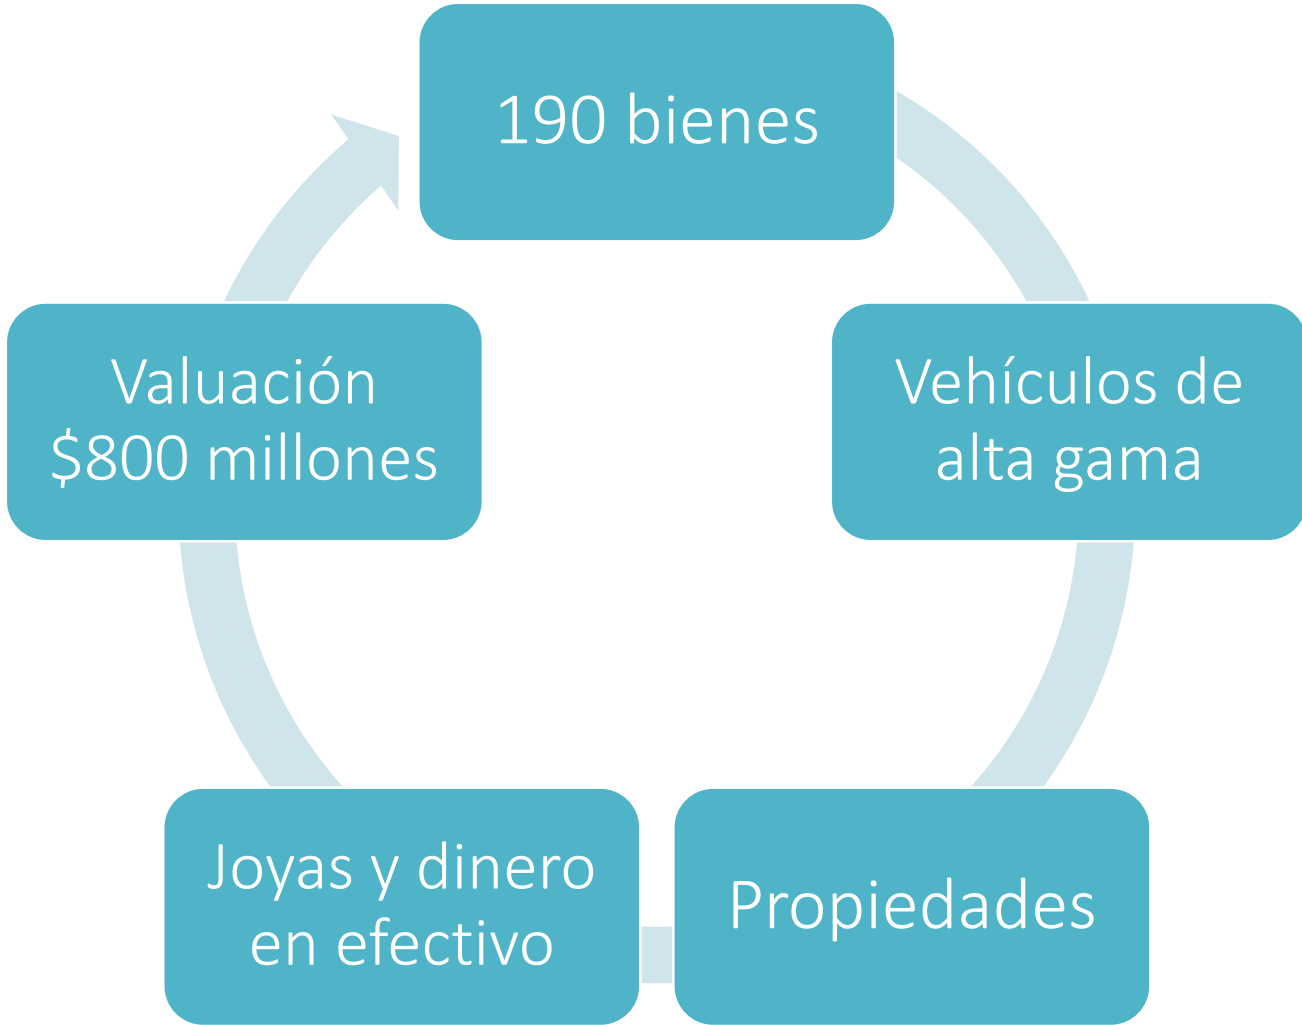 190 bienes
Vehículos de
alta gama
Propiedades
Joyas y dinero
en efectivo
Valuación
$800 millones